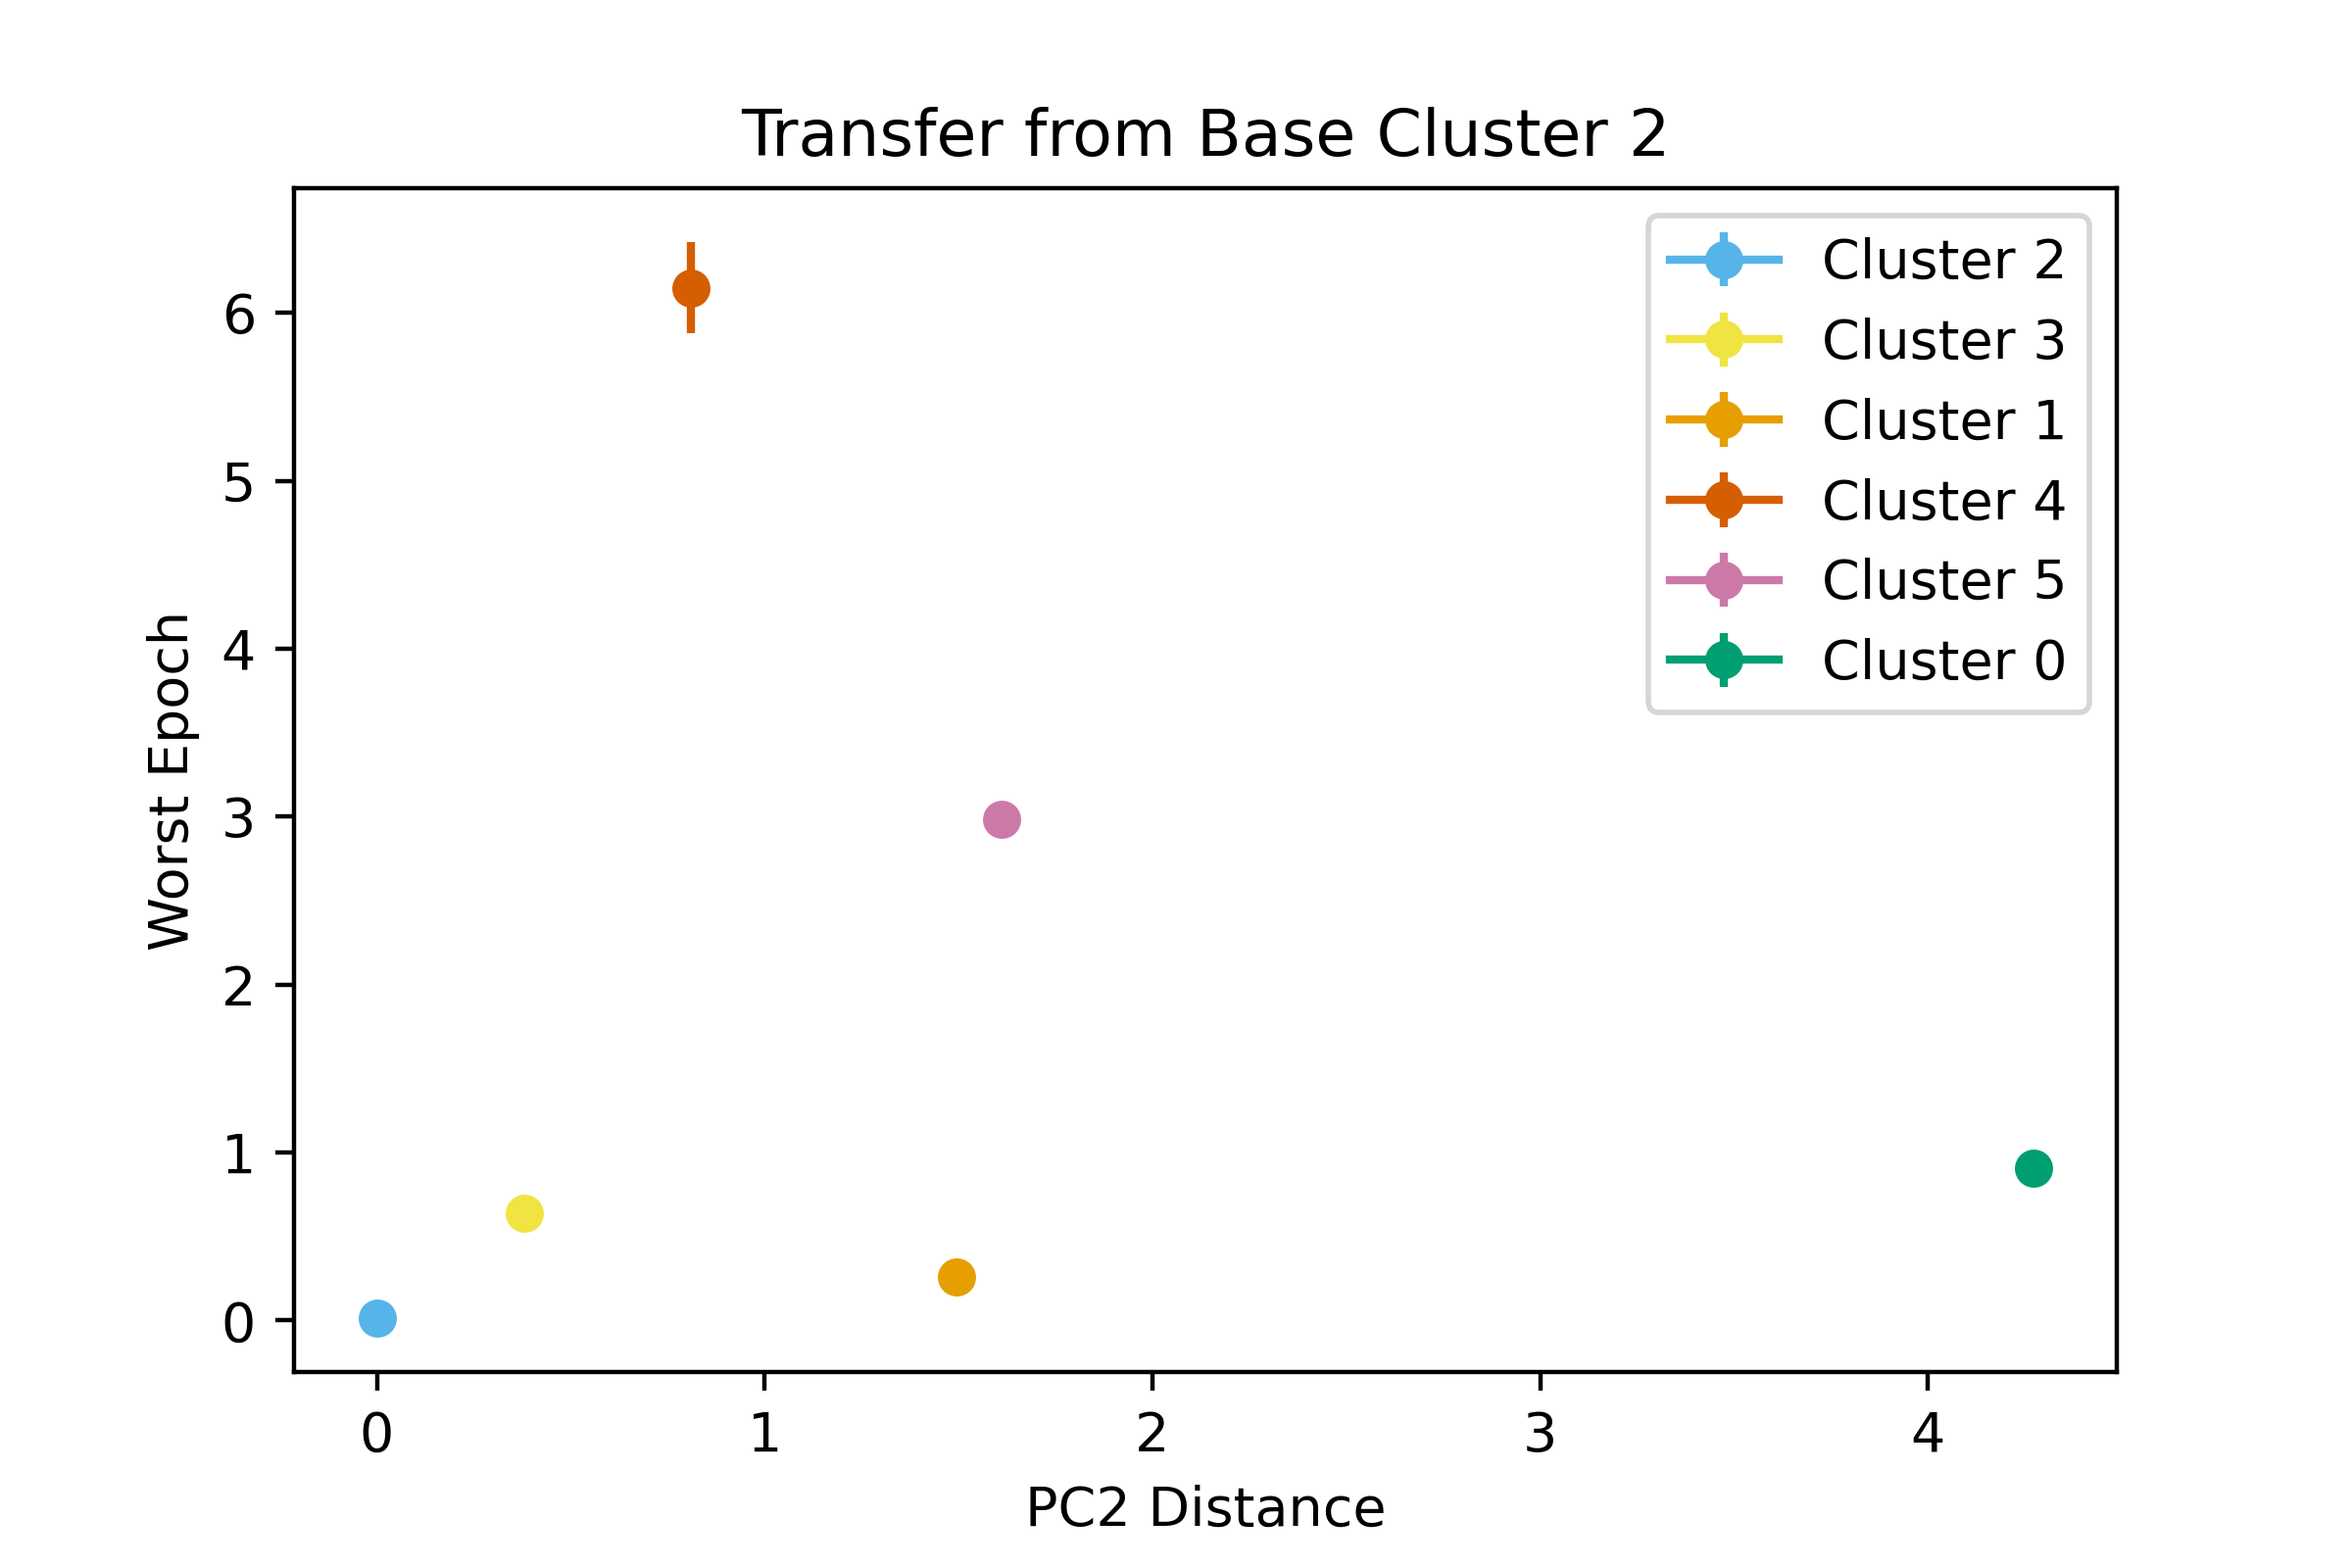 Transfer from Base Cluster 2
Cluster 2
Cluster 3
Cluster 1
Cluster 4
Cluster 5
Cluster 0
Worst Epoch
6
5
4
3
2
1
0
0 1 2 3 4
PC2 Distance